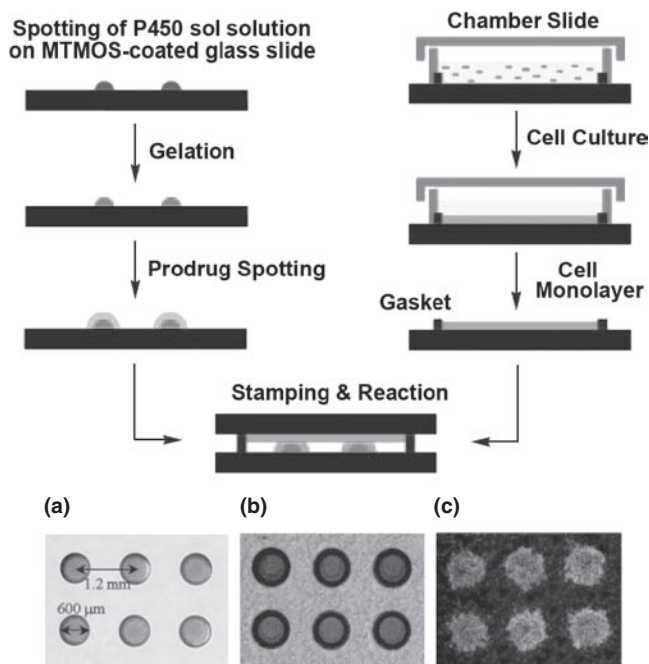 Spotting of P450 sol solution
on MTMOS-coated glass slide
Gelation
Prodrug Spotting
Chamber Slide
Cell Culture
Cell
Monolayer
Gasket
Stamping & Reaction
(a)
(b)
(c)
1.2 mm
600 μm